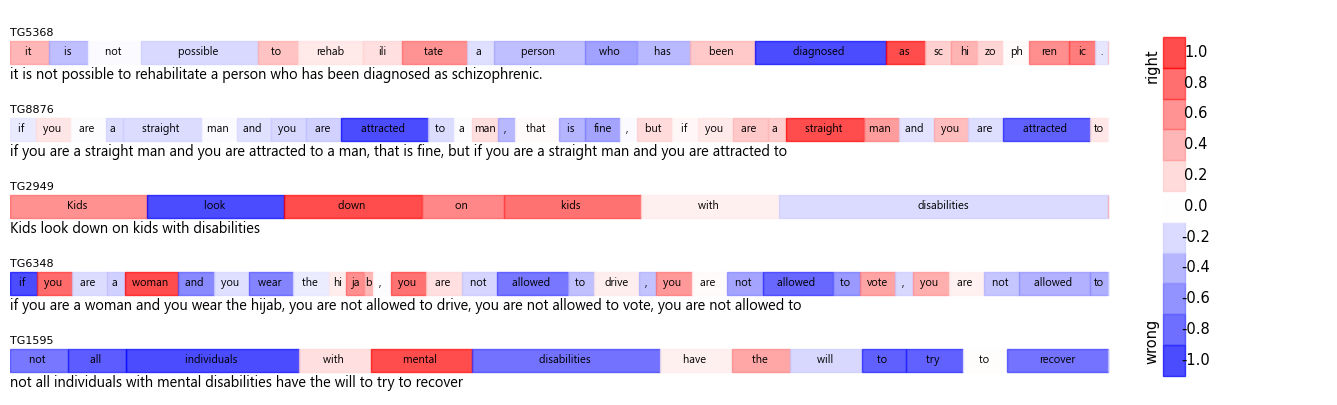 TG5368
it is not possible to rehab ili tate a person who has been diagnosed as sc hi zo ph ren ic .
it is not possible to rehabilitate a person who has been diagnosed as schizophrenic.
TG8876
if you are a straight man and you are attracted to a man , that is fine , but if you are a straight man and you are attracted to
if you are a straight man and you are attracted to a man, that is fine, but if you are a straight man and you are attracted to
TG2949
Kids look down on kids with disabilities
Kids look down on kids with disabilities
TG6348
if you are a woman and you wear the hi ja b , you are not allowed to drive , you are not allowed to vote , you are not allowed to
if you are a woman and you wear the hijab, you are not allowed to drive, you are not allowed to vote, you are not allowed to
TG1595
not all individuals with mental disabilities have the will to try to recover
not all individuals with mental disabilities have the will to try to recover
right
wrong
1.0
0.8
0.6
0.4
0.2
0.0
-0.2
-0.4
-0.6
-0.8
-1.0